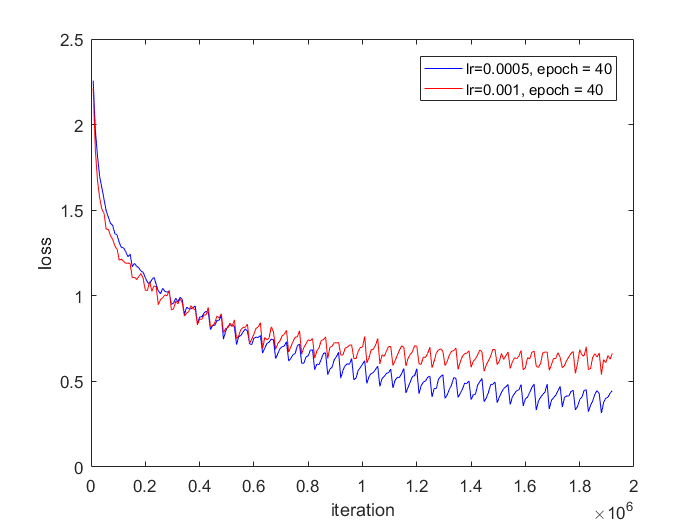 2.5
2
1.5
1
0.5
0
loss
lr=0.0005, epoch = 40
lr=0.001, epoch = 40
0 0.2 0.4 0.6 0.8 1 1.2 1.4 1.6 1.8 2
iteration
×10⁶